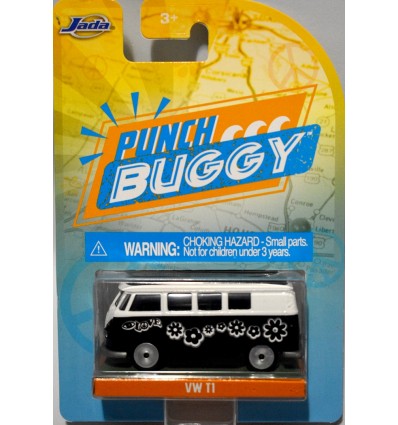 Jada
3+
PUNCH
BUGGY
WARNING: CHOKING HAZARD - Small parts.
Not for children under 3 years.
LOVE
VW T1